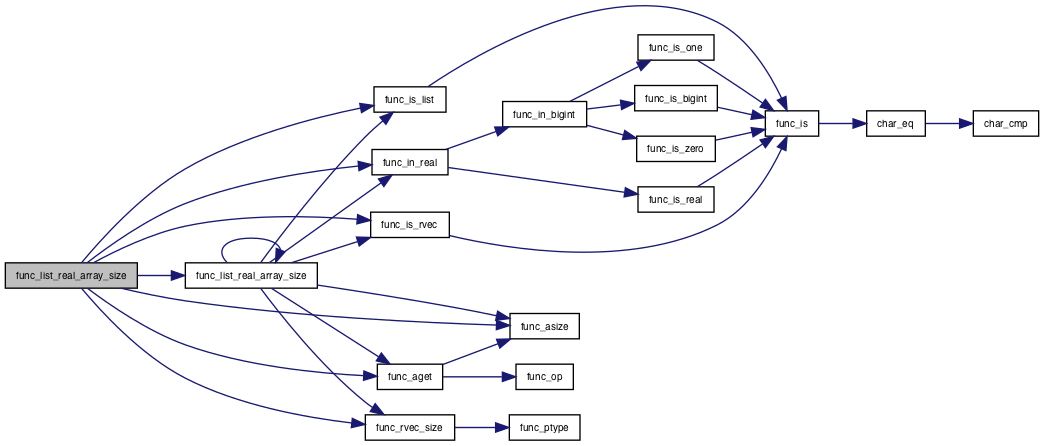 func_list_real_array_size
func_list_real_array_size
func_is_list
func_in_real
func_is_rvec
func_aget
func_rvec_size
func_in_bigint
func_asize
func_op
func_ptype
func_is_one
func_is_bigint
func_is_zero
func_is_real
func_is
char_eq
char_cmp